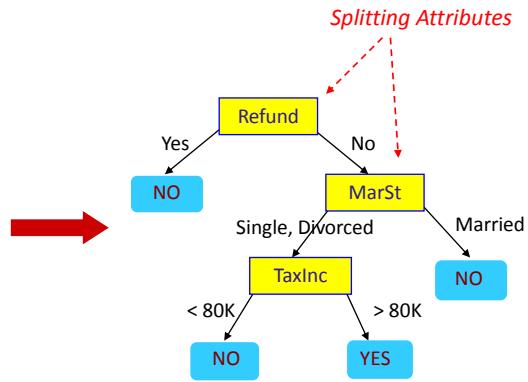 Splitting Attributes
Refund
Yes
No
NO
MarSt
Single, Divorced
Married
TaxInc
NO
< 80K
> 80K
NO
YES